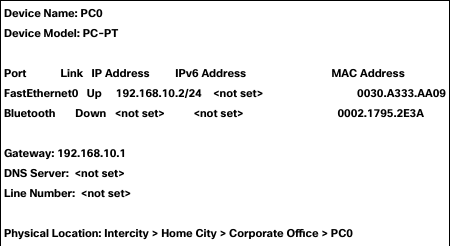 Device Name: PC0
Device Model: PC-PT
Port Link IP Address IPv6 Address MAC Address
FastEthernet0 Up 192.168.10.2/24 <not set> 0030.A333.AA09
Bluetooth Down <not set> <not set> 0002.1795.2E3A
Gateway: 192.168.10.1
DNS Server: <not set>
Line Number: <not set>
Physical Location: Intercity > Home City > Corporate Office > PC0